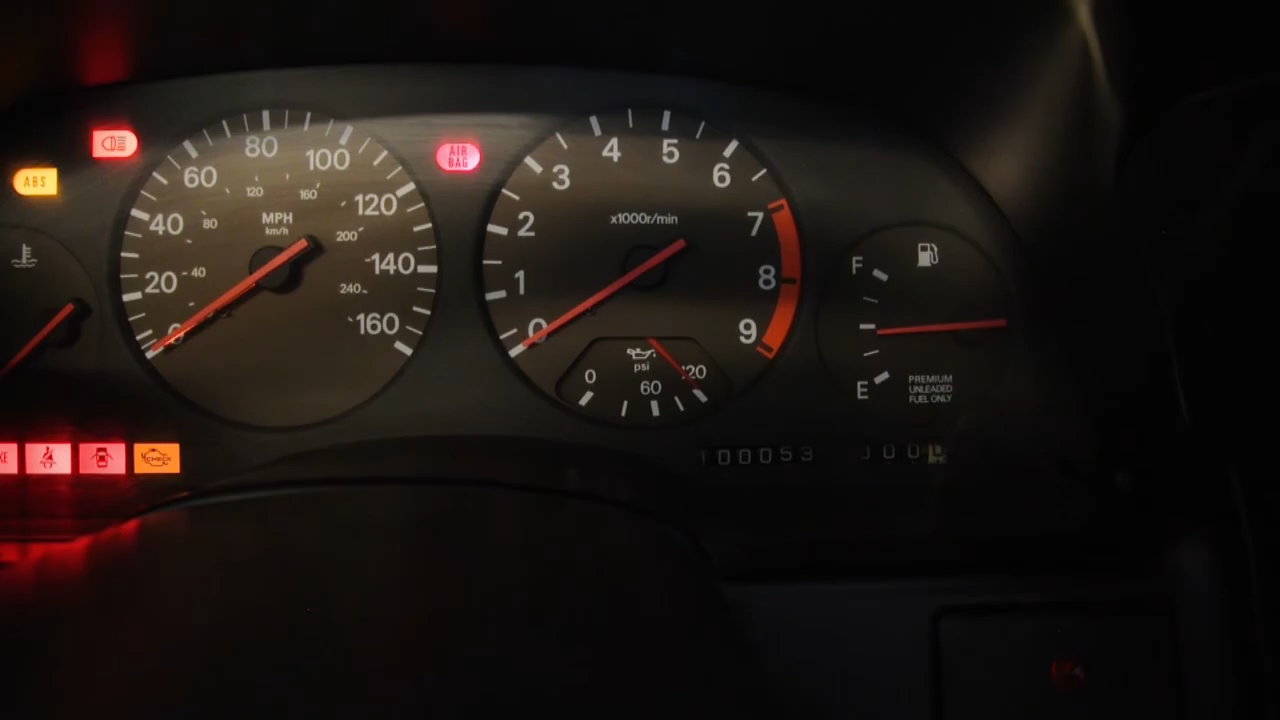 ABS
AIR
BAG
20
40
60
80
100
120
140
160
40
80
120
160
200
240
MPH
km/h
0
1
2
3
4
5
6
7
8
9
x1000r/min
psi
0
60
120
F
E
PREMIUM
UNLEADED
FUEL ONLY
CHECK
100053